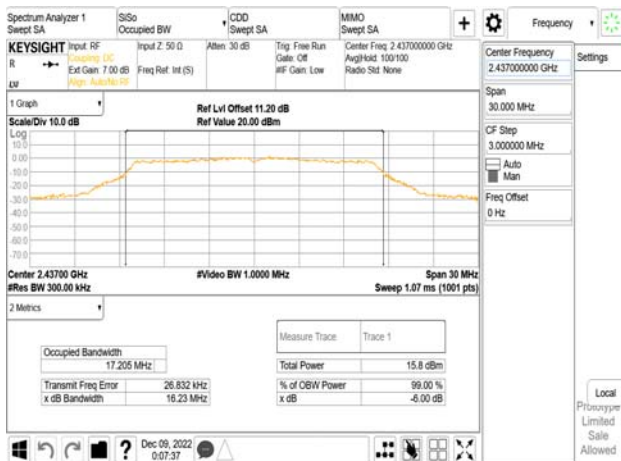 Spectrum Analyzer 1
Swept SA
SiSo
Occupied BW
CDD
Swept SA
MIMO
Swept SA
Frequency
KEYSIGHT
R
Input: RF
Coupling: DC
Ext Gain: 7.00 dB
Align: Auto/No RF
Input Z: 50 Ω
Freq Ref: Int (S)
Atten: 30 dB
Trig: Free Run
Gate: Off
#IF Gain: Low
Center Freq: 2.437000000 GHz
Avg|Hold: 100/100
Radio Std: None
1 Graph
Scale/Div 10.0 dB
Ref Lvl Offset 11.20 dB
Ref Value 20.00 dBm
Log
10.0
0.00
-10.0
-20.0
-30.0
-40.0
-50.0
-60.0
-70.0
Center 2.43700 GHz
#Res BW 300.00 kHz
#Video BW 1.0000 MHz
Span 30 MHz
Sweep 1.07 ms (1001 pts)
2 Metrics
Measure Trace
Trace 1
Occupied Bandwidth
17.205 MHz
Total Power
15.8 dBm
Transmit Freq Error
26.832 kHz
% of OBW Power
99.00 %
x dB Bandwidth
16.23 MHz
x dB
-6.00 dB
Dec 09, 2022
0:07:37
Center Frequency
2.437000000 GHz
Settings
Span
30.000 MHz
CF Step
3.000000 MHz
Auto
Man
Freq Offset
0 Hz
Local
Prototype
Limited
Sale
Allowed